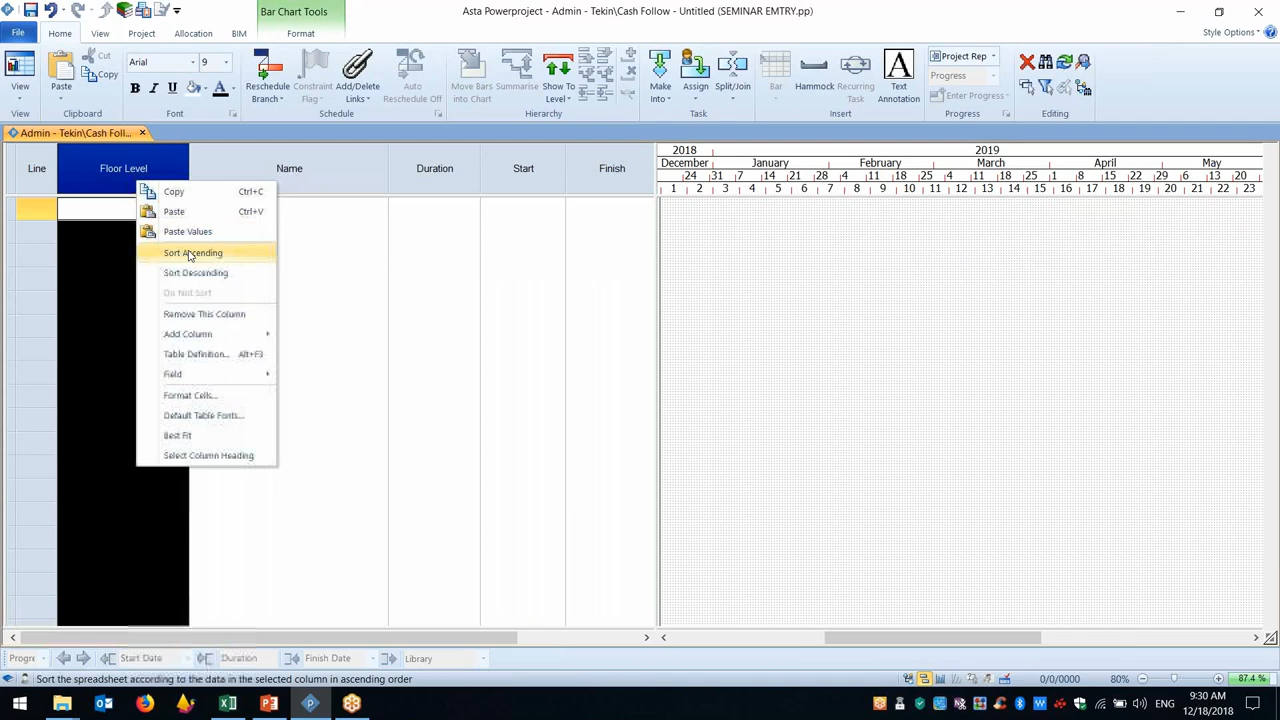 Bar Chart Tools
Asta Powerproject - Admin - Tekin\Cash Follow - Untitled (SEMINAR EMTRY.pp)
File Home View Project Allocation BIM Format
Style Options
View
Paste
Cut
Copy
Arial 9
B I U A
Reschedule Branch
Constraint Flag
Add/Delete Links
Auto Reschedule Off
Move Bars into Chart
Summarise
Show To Level
Make Into
Assign
Split/Join
Bar
Hammock
Recurring Task
Text Annotation
Project Rep
Progress
Enter Progress
View Clipboard Font Schedule Hierarchy Task Insert Progress Editing
Admin - Tekin\Cash Foll...
Line Floor Level Name Duration Start Finish
2018 2019
December January February March April May
24 31 7 14 21 28 4 11 18 25 4 11 18 25 1 8 15 22 29 6 13 20
1 2 3 4 5 6 7 8 9 10 11 12 13 14 15 16 17 18 19 20 21 22 23
Copy Ctrl+C
Paste Ctrl+V
Paste Values
Sort Ascending
Sort Descending
Do Not Sort
Remove This Column
Add Column
Table Definition... Alt+F3
Field
Format Cells...
Default Table Fonts...
Best Fit
Select Column Heading
Progre Start Date Duration Finish Date Library
Sort the spreadsheet according to the data in the selected column in ascending order
0/0/0000 80% 87.4 %
ENG
9:30 AM
12/18/2018